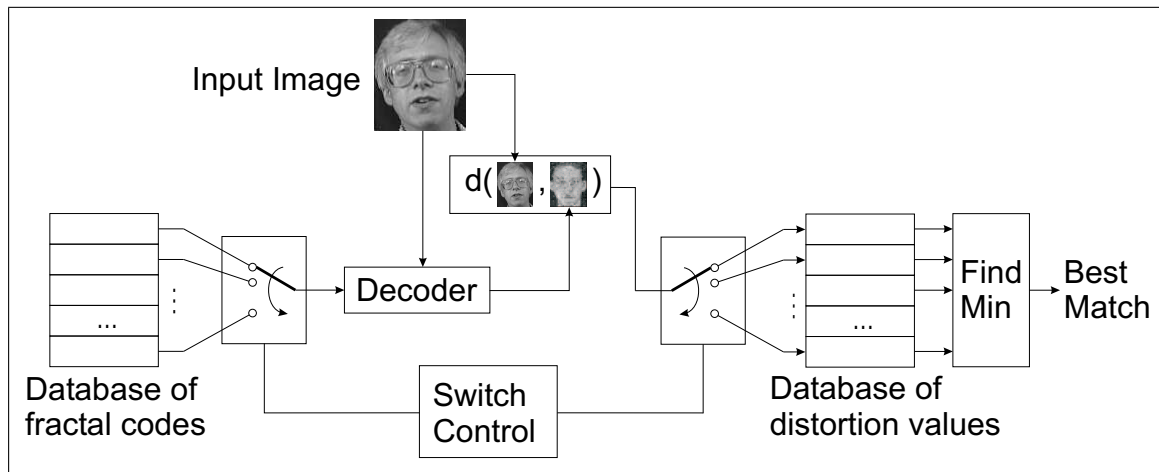 Input Image
d( , )
Decoder
...
Database of
fractal codes
Switch
Control
...
Database of
distortion values
Find
Min
Best
Match